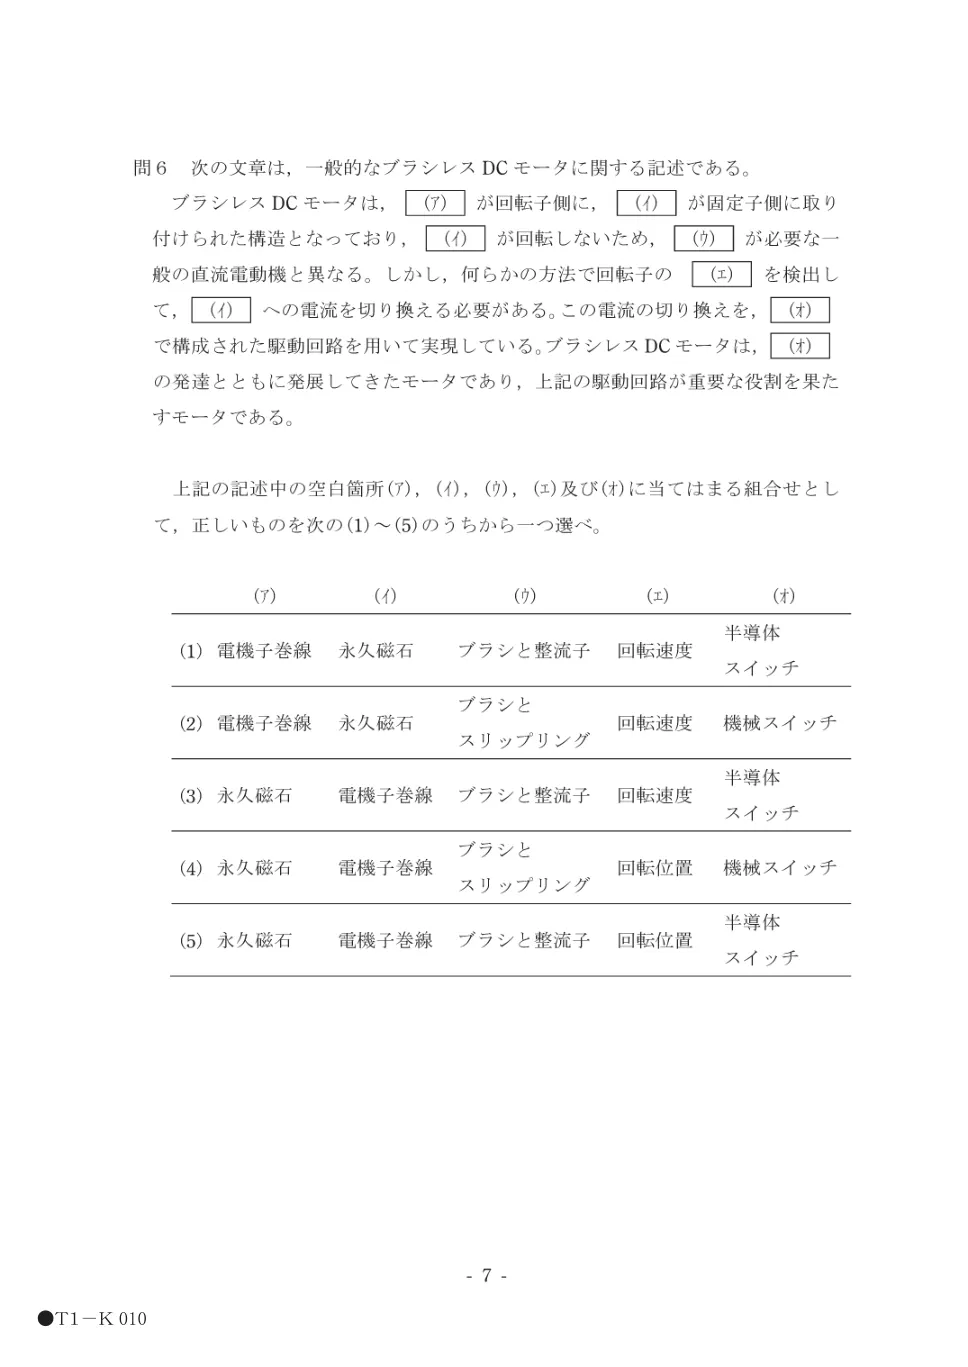 問6 次の文章は，一般的なブラシレスDCモータに関する記述である。
ブラシレスDCモータは， (ア) が回転子側に， (イ) が固定子側に取り
付けられた構造となっており， (イ) が回転しないため， (ウ) が必要な一
般の直流電動機と異なる。しかし，何らかの方法で回転子の (エ) を検出し
て， (イ) への電流を切り換える必要がある。この電流の切り換えを， (オ)
で構成された駆動回路を用いて実現している。ブラシレスDCモータは， (オ)
の発達とともに発展してきたモータであり，上記の駆動回路が重要な役割を果た
すモータである。
上記の記述中の空白箇所(ア)，(イ)，(ウ)，(エ)及び(オ)に当てはまる組合せとし
て，正しいものを次の(1)～(5)のうちから一つ選べ。
(ア) (イ) (ウ) (エ) (オ)
(1) 電機子巻線 永久磁石 ブラシと整流子 回転速度 半導体
スイッチ
(2) 電機子巻線 永久磁石 ブラシと
スリップリング 回転速度 機械スイッチ
(3) 永久磁石 電機子巻線 ブラシと整流子 回転速度 半導体
スイッチ
(4) 永久磁石 電機子巻線 ブラシと
スリップリング 回転位置 機械スイッチ
(5) 永久磁石 電機子巻線 ブラシと整流子 回転位置 半導体
スイッチ
- 7 -
●T1－K 010